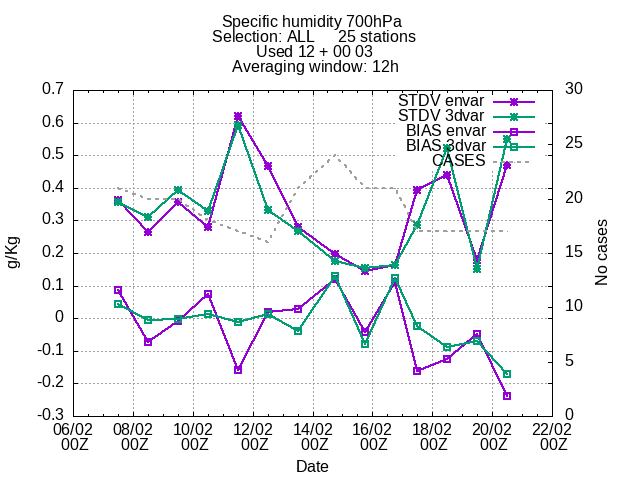 Specific humidity 700hPa
Selection: ALL 25 stations
Used 12 + 00 03
Averaging window: 12h
STDV envar
STDV 3dvar
BIAS envar
BIAS 3dvar
CASES
0.7
0.6
0.5
0.4
0.3
0.2
0.1
0
-0.1
-0.2
-0.3
g/Kg
30
25
20
15
10
5
0
No cases
06/02 08/02 10/02 12/02 14/02 16/02 18/02 20/02 22/02
00Z 00Z 00Z 00Z 00Z 00Z 00Z 00Z 00Z
Date